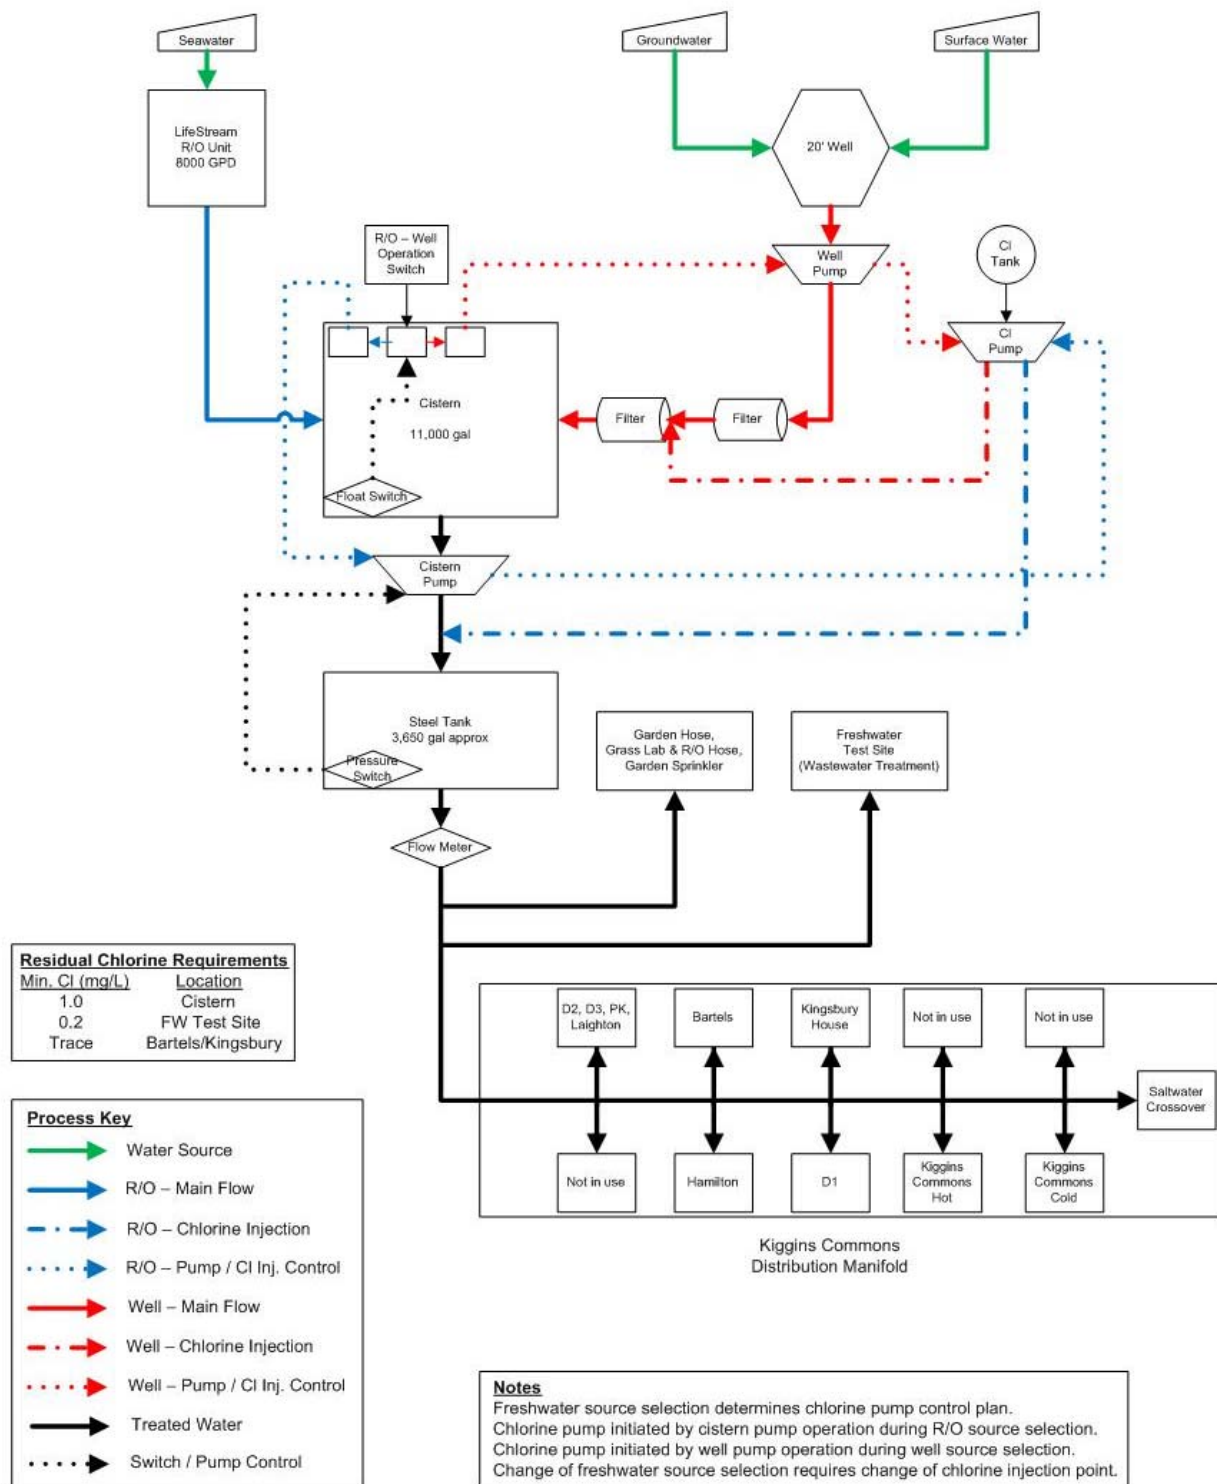 Seawater
Groundwater
Surface Water
LifeStream
R/O Unit
8000 GPD
20' Well
R/O – Well
Operation
Switch
Well
Pump
Cl
Tank
Cl
Pump
Cistern
11,000 gal
Filter
Filter
Float Switch
Cistern
Pump
Steel Tank
3,650 gal approx
Pressure
Switch
Garden Hose,
Grass Lab & R/O Hose,
Garden Sprinkler
Freshwater
Test Site
(Wastewater Treatment)
Flow Meter
Residual Chlorine Requirements
Min. Cl (mg/L) Location
1.0 Cistern
0.2 FW Test Site
Trace Bartels/Kingsbury
D2, D3, PK,
Laighton
Bartels
Kingsbury
House
Not in use
Not in use
Saltwater
Crossover
Not in use
Hamilton
D1
Kiggins
Commons
Hot
Kiggins
Commons
Cold
Kiggins Commons
Distribution Manifold
Process Key
Water Source
R/O – Main Flow
R/O – Chlorine Injection
R/O – Pump / Cl Inj. Control
Well – Main Flow
Well – Chlorine Injection
Well – Pump / Cl Inj. Control
Treated Water
Switch / Pump Control
Notes
Freshwater source selection determines chlorine pump control plan.
Chlorine pump initiated by cistern pump operation during R/O source selection.
Chlorine pump initiated by well pump operation during well source selection.
Change of freshwater source selection requires change of chlorine injection point.